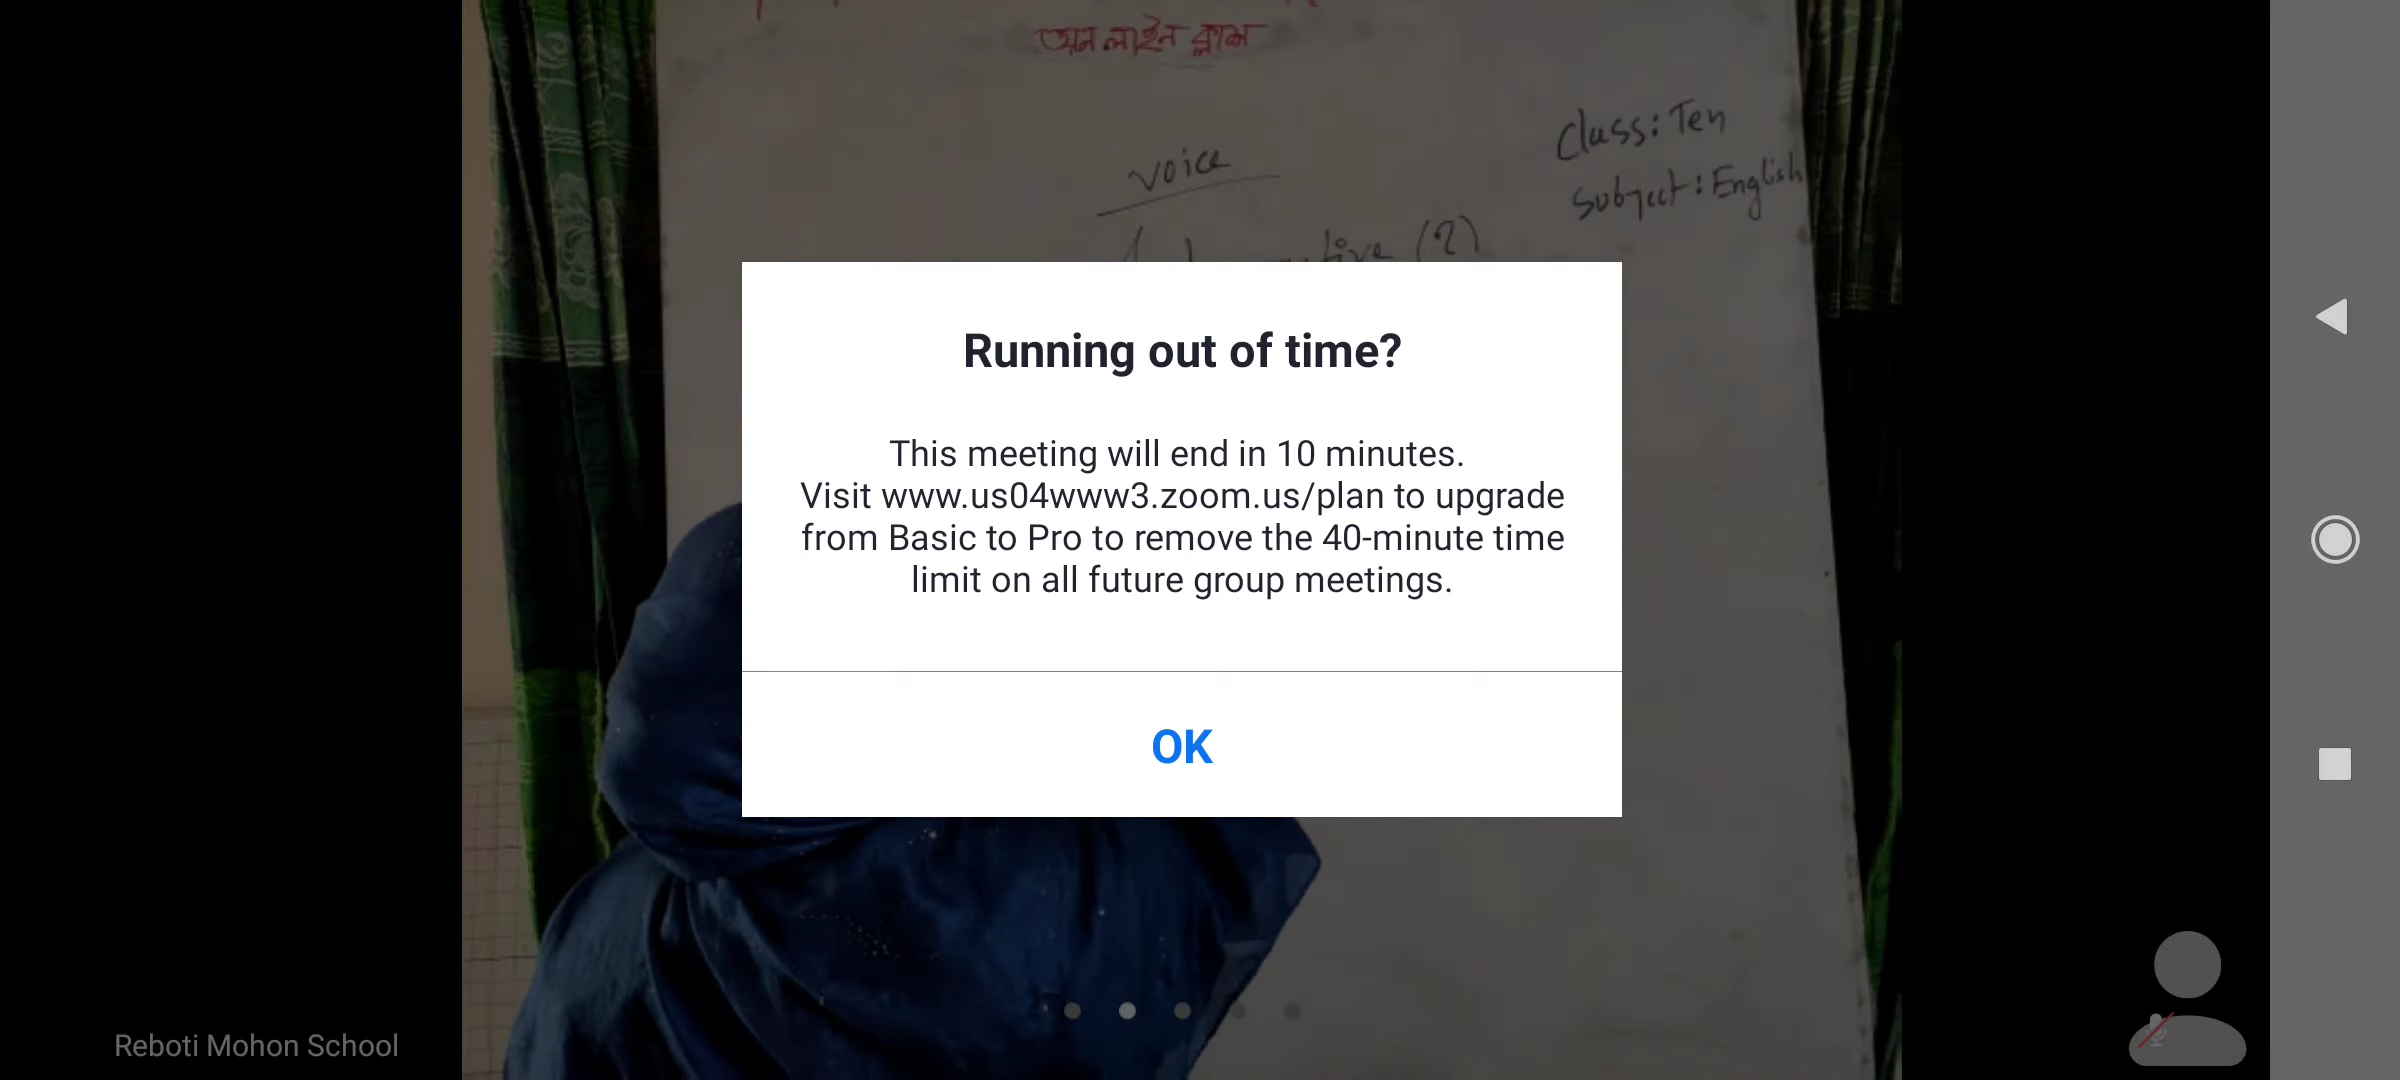 অন লাইন ক্লাশ
Class: Ten
Subject: English
voice
(2)
Running out of time?
This meeting will end in 10 minutes.
Visit www.us04www3.zoom.us/plan to upgrade
from Basic to Pro to remove the 40-minute time
limit on all future group meetings.
OK
Reboti Mohon School